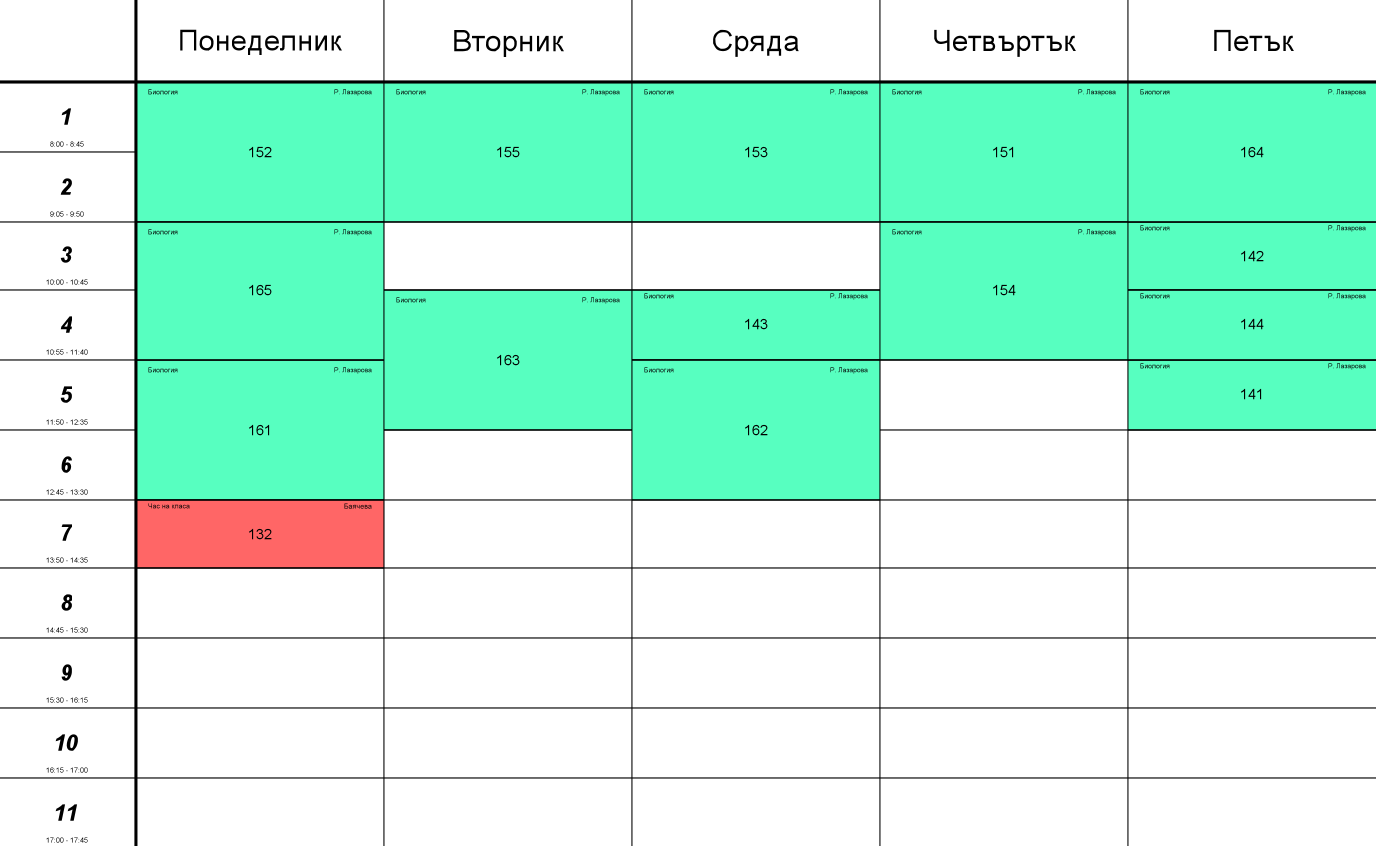 Понеделник Вторник Сряда Четвъртък Петък
1
8:00 - 8:45
Биология Р. Лазарова
152
Биология Р. Лазарова
155
Биология Р. Лазарова
153
Биология Р. Лазарова
151
Биология Р. Лазарова
164
2
9:05 - 9:50
3
10:00 - 10:45
Биология Р. Лазарова
165
Биология Р. Лазарова
154
Биология Р. Лазарова
142
4
10:55 - 11:40
Биология Р. Лазарова
163
Биология Р. Лазарова
143
Биология Р. Лазарова
144
5
11:50 - 12:35
Биология Р. Лазарова
161
Биология Р. Лазарова
162
Биология Р. Лазарова
141
6
12:45 - 13:30
7
13:50 - 14:35
Час на класа Баячева
132
8
14:45 - 15:30
9
15:30 - 16:15
10
16:15 - 17:00
11
17:00 - 17:45